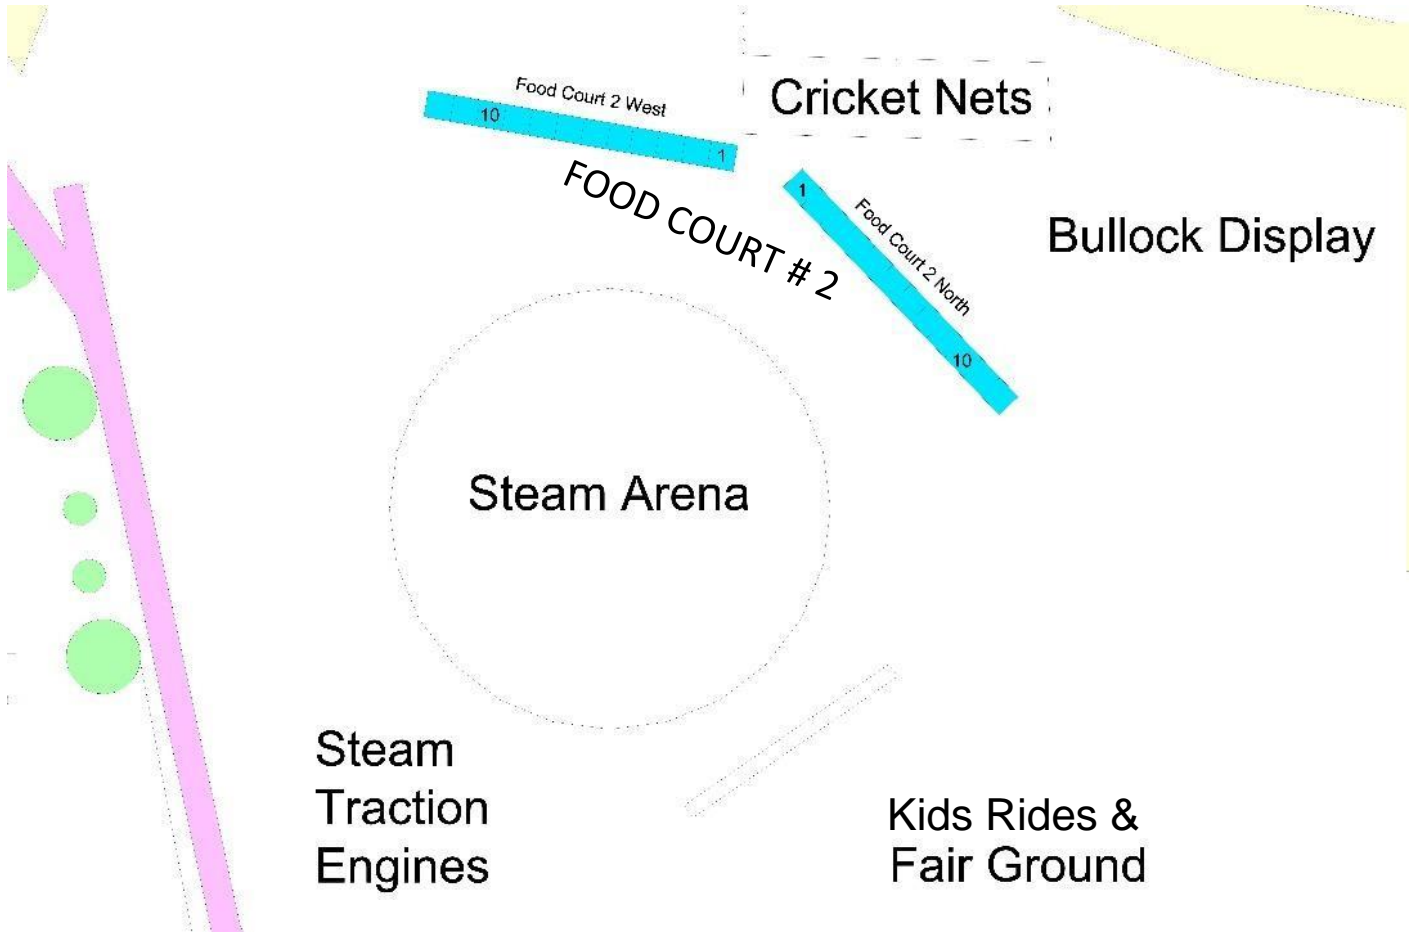 Food Court 2 West
10
1
Cricket Nets
FOOD COURT # 2
1
Food Court 2 North
10
Bullock Display
Steam Arena
Steam
Traction
Engines
Kids Rides &
Fair Ground